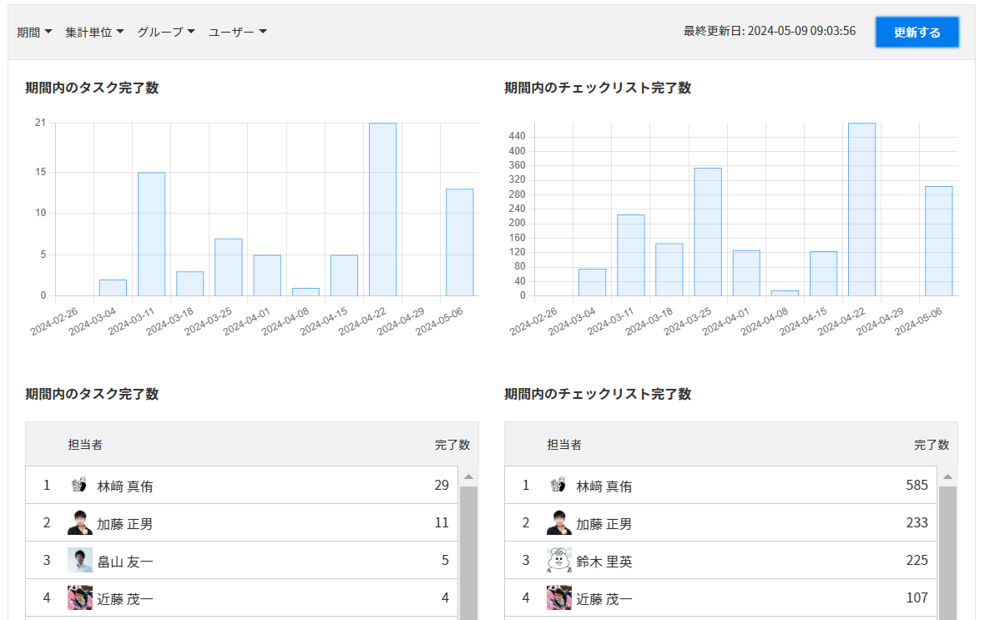 期間 集計単位 グループ ユーザー 最終更新日: 2024-05-09 09:03:56 更新する
期間内のタスク完了数
21
15
10
5
0
2024-02-26 2024-03-04 2024-03-11 2024-03-18 2024-03-25 2024-04-01 2024-04-08 2024-04-15 2024-04-22 2024-04-29 2024-05-06
期間内のチェックリスト完了数
440
400
360
320
280
240
200
160
120
80
40
0
2024-02-26 2024-03-04 2024-03-11 2024-03-18 2024-03-25 2024-04-01 2024-04-08 2024-04-15 2024-04-22 2024-04-29 2024-05-06
期間内のタスク完了数
担当者 完了数
1 林﨑 真侑 29
2 加藤 正男 11
3 畠山 友一 5
4 近藤 茂一 4
期間内のチェックリスト完了数
担当者 完了数
1 林﨑 真侑 585
2 加藤 正男 233
3 鈴木 里英 225
4 近藤 茂一 107